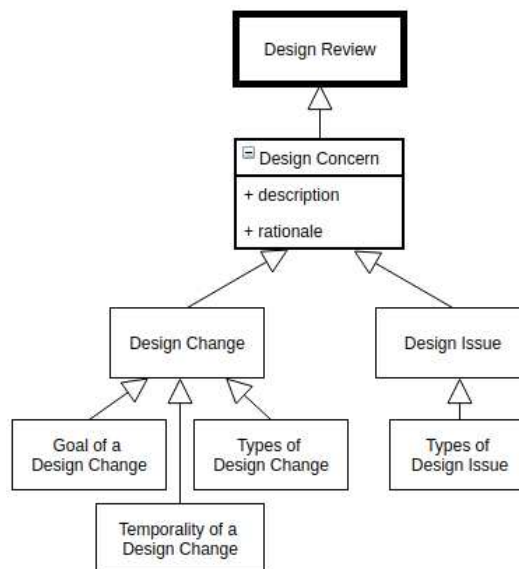 Design Review
Design Concern
+ description
+ rationale
Design Change
Design Issue
Goal of a
Design Change
Types of
Design Change
Types of
Design Issue
Temporality of a
Design Change